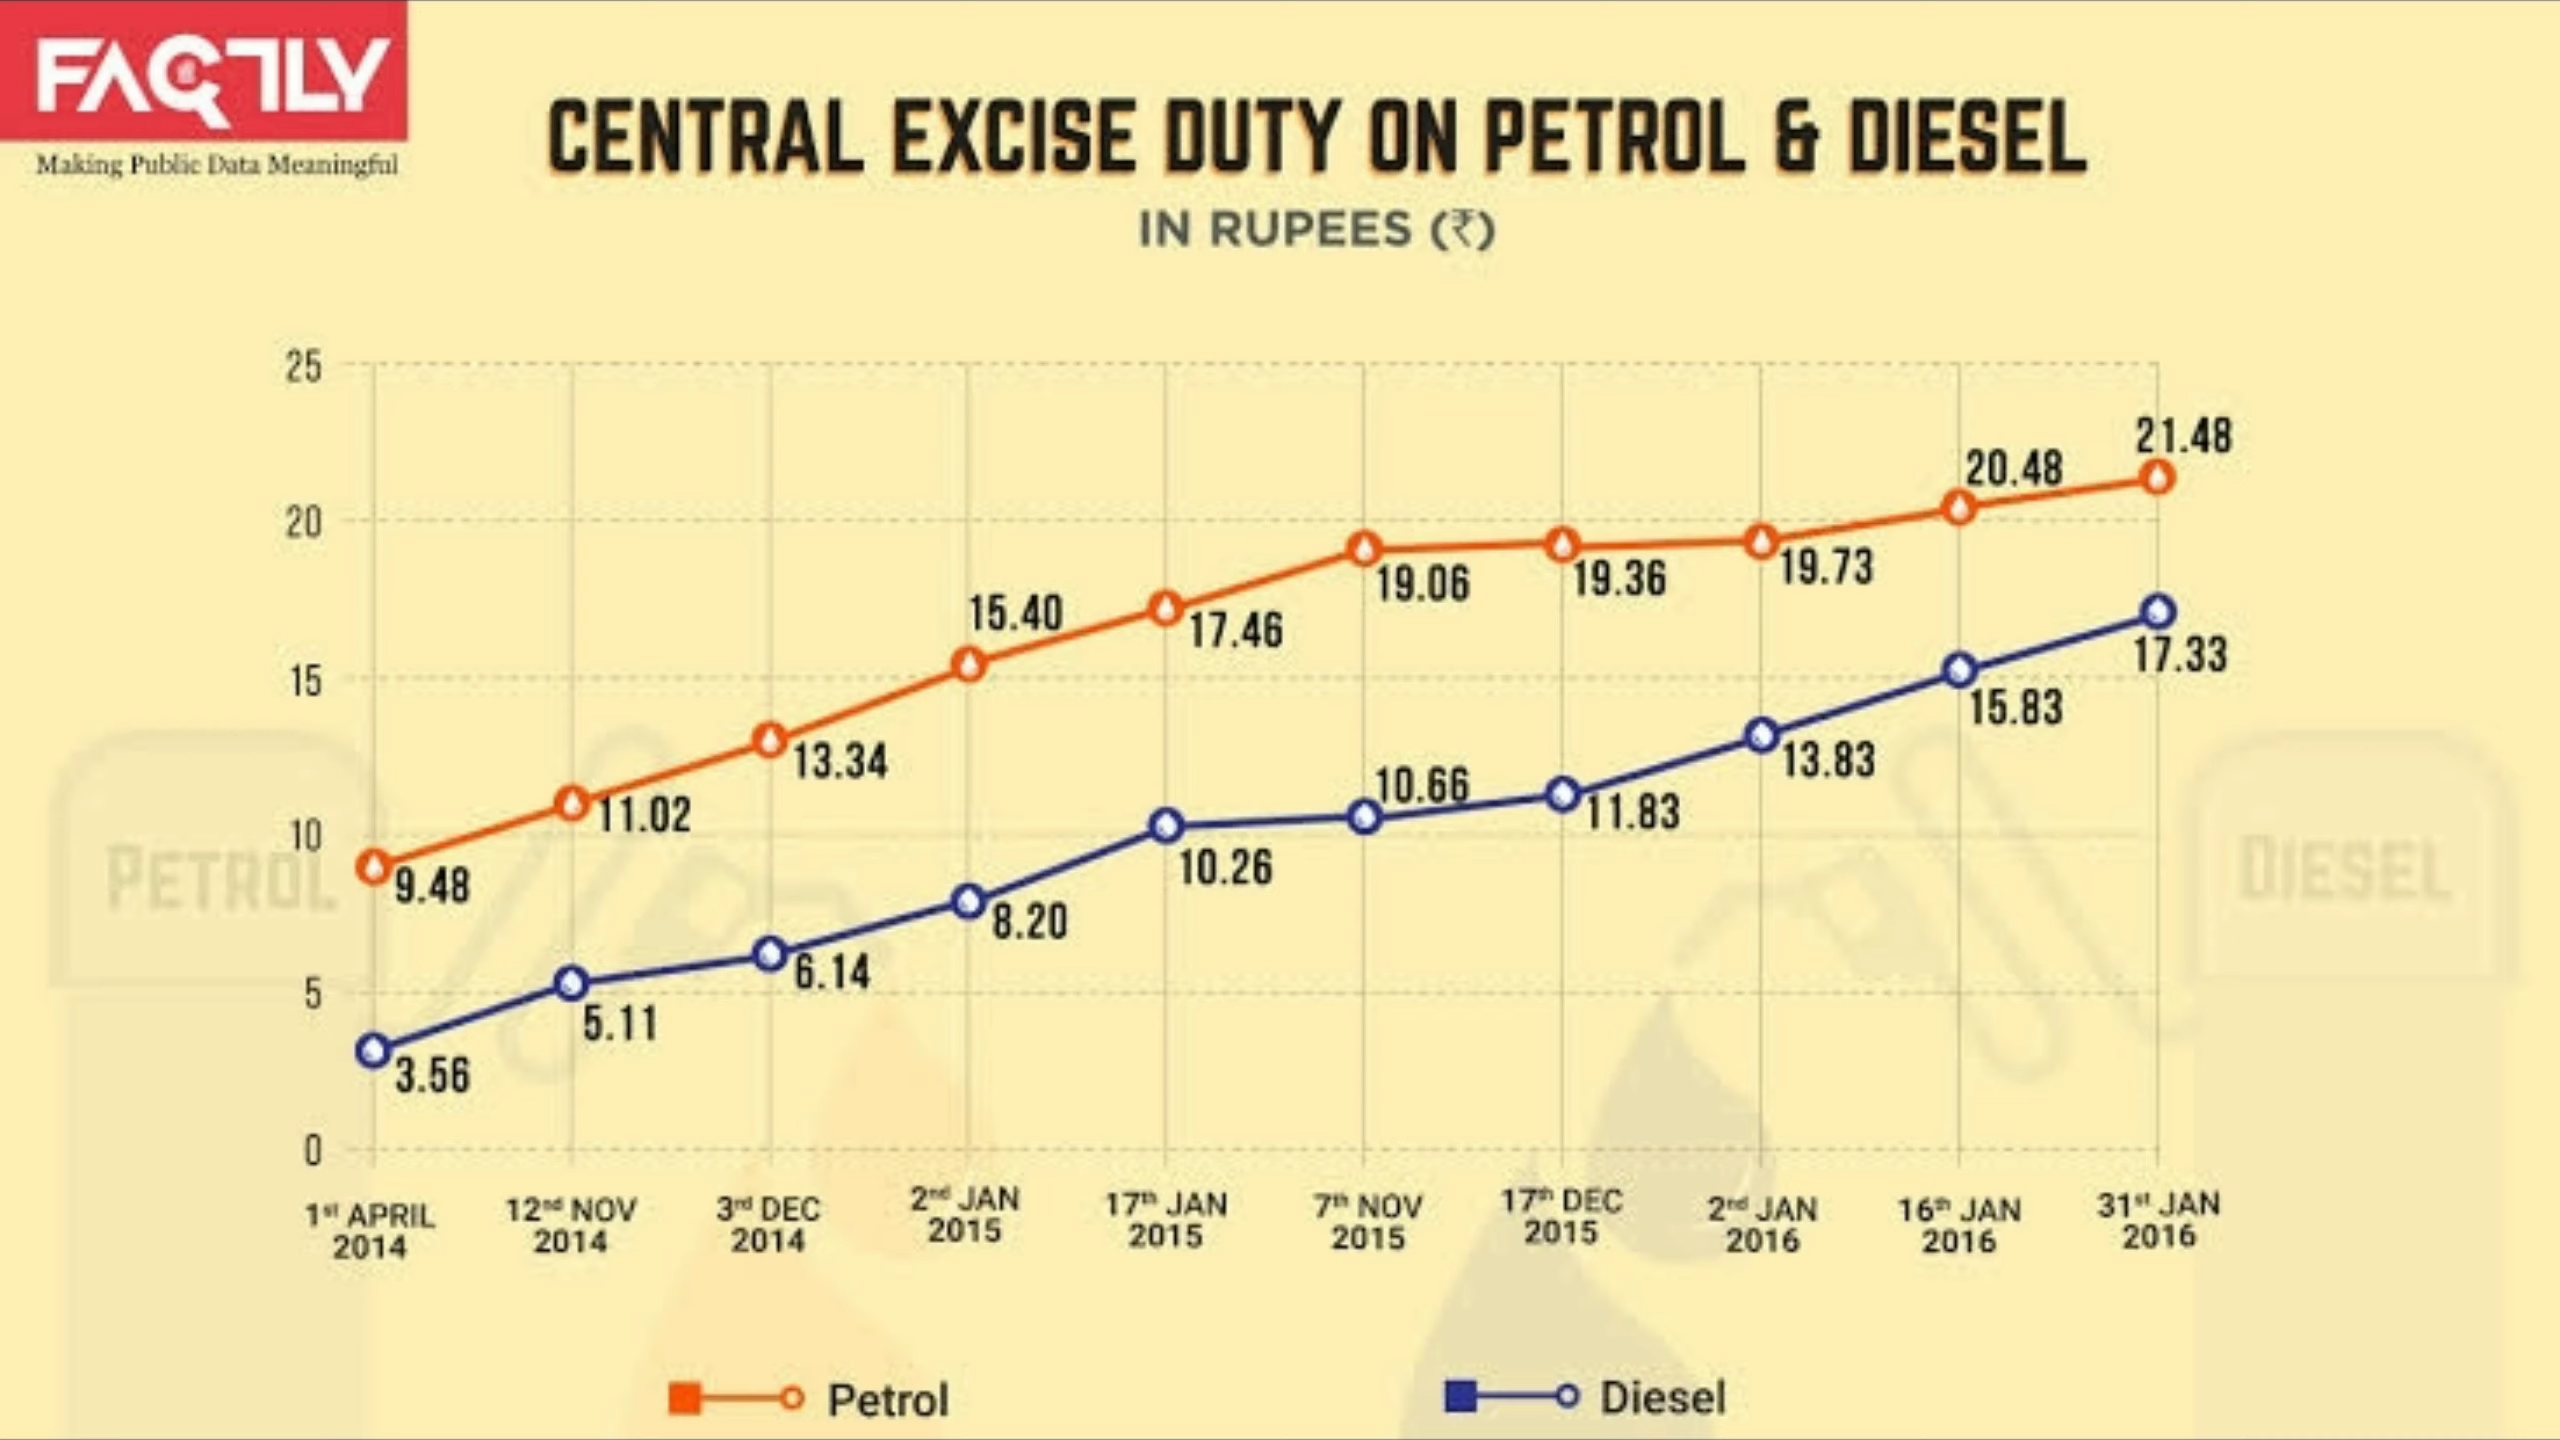 FACTLY
Making Public Data Meaningful
CENTRAL EXCISE DUTY ON PETROL & DIESEL
IN RUPEES (₹)
25
20
15
10
5
0
9.48
11.02
13.34
15.40
17.46
19.06
19.36
19.73
20.48
21.48
3.56
5.11
6.14
8.20
10.26
10.66
11.83
13.83
15.83
17.33
PETROL
DIESEL
1st APRIL
2014
12nd NOV
2014
3rd DEC
2014
2nd JAN
2015
17th JAN
2015
7th NOV
2015
17th DEC
2015
2nd JAN
2016
16th JAN
2016
31st JAN
2016
Petrol
Diesel